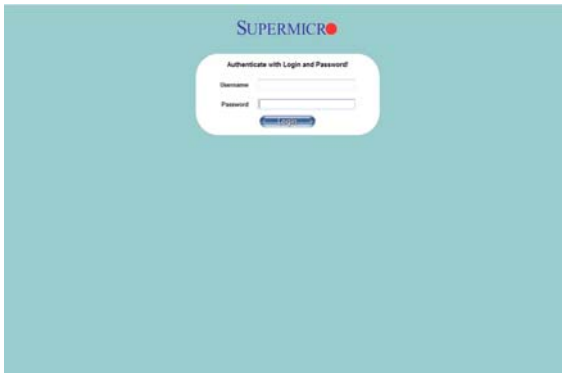 SUPERMICRO
Authenticate with Login and Password!
Username
Password
Login